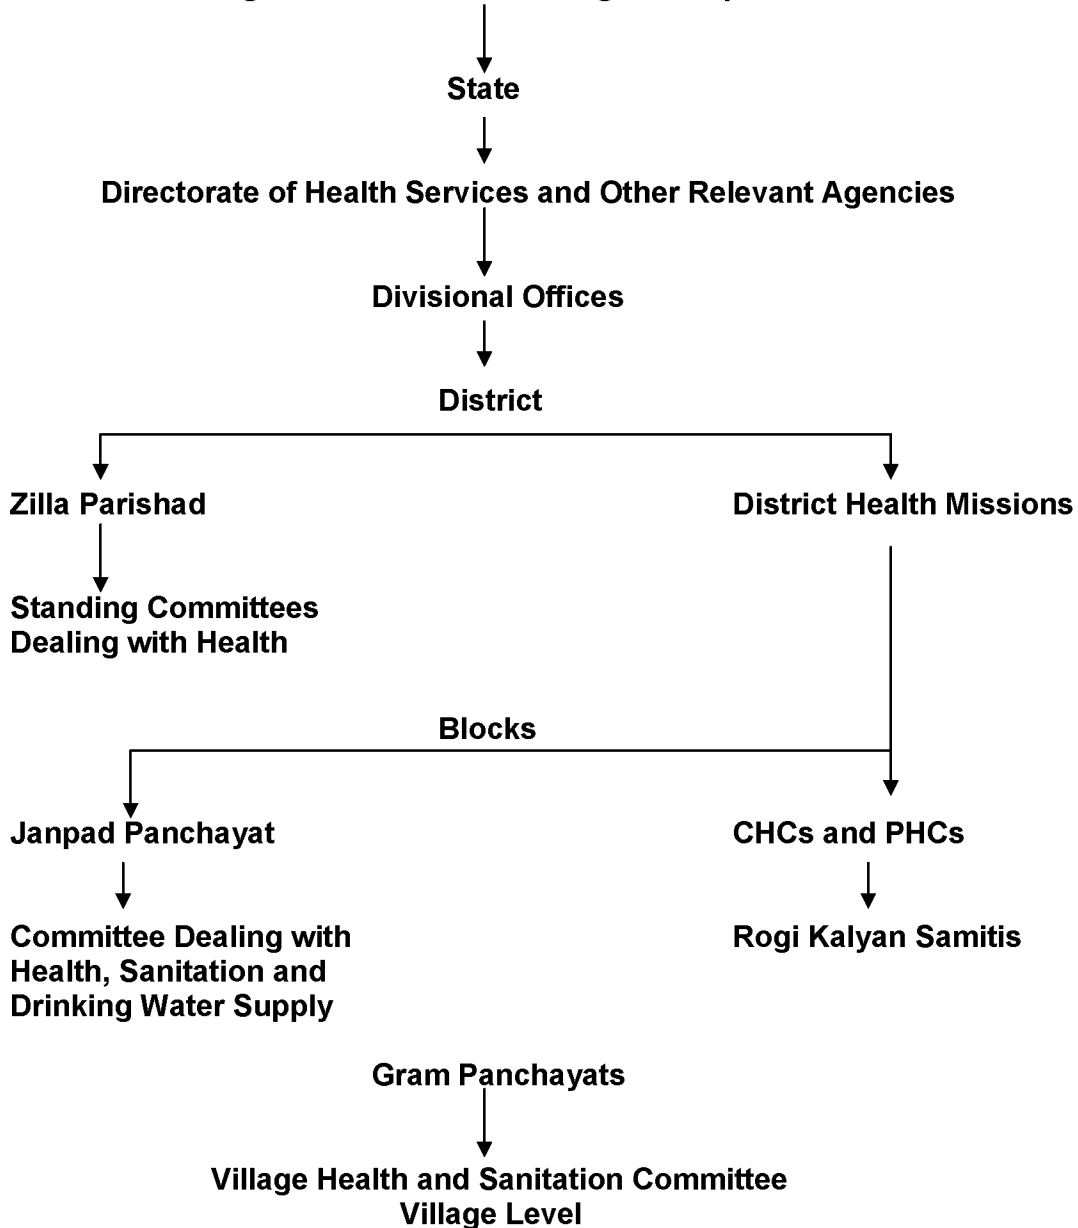 State
Directorate of Health Services and Other Relevant Agencies
Divisional Offices
District
Zilla Parishad
District Health Missions
Standing Committees
Dealing with Health
Blocks
Janpad Panchayat
CHCs and PHCs
Committee Dealing with
Health, Sanitation and
Drinking Water Supply
Rogi Kalyan Samitis
Gram Panchayats
Village Health and Sanitation Committee
Village Level